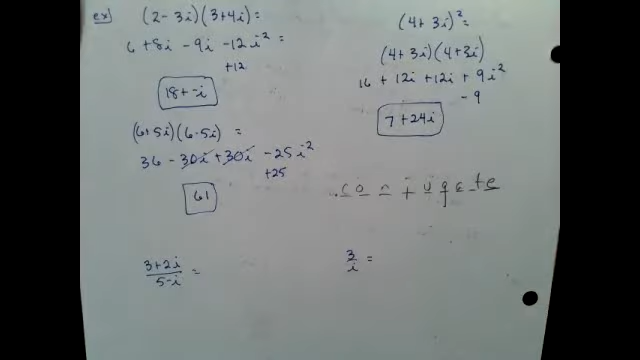 ex) (2-3i)(3+4i)=
6+8i-9i-12i²=
+12
18+-i
(4+3i)²=
(4+3i)(4+3i)
16+12i+12i+9i²
-9
7+24i
(6+5i)(6-5i)=
36-30i+30i-25i²
+25
61
conjugate
3+2i
5-i =
3
i =